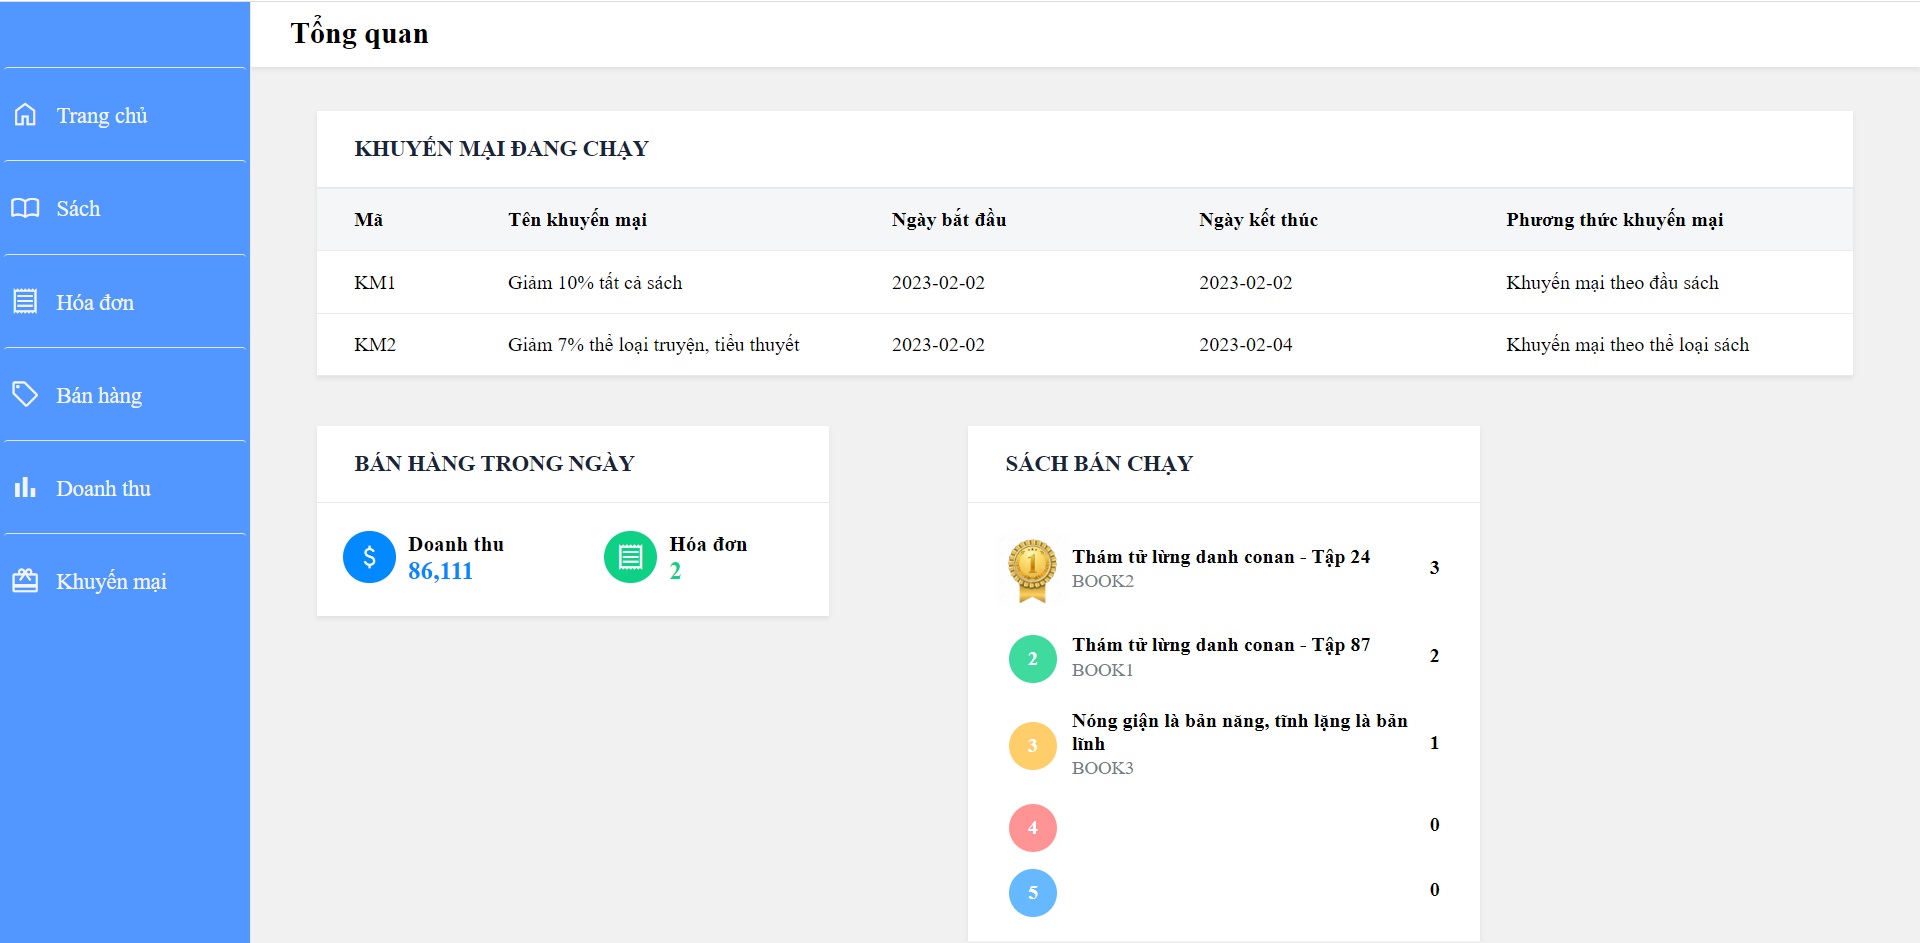 Tổng quan
Trang chủ
Sách
Hóa đơn
Bán hàng
Doanh thu
Khuyến mại
KHUYẾN MẠI ĐANG CHẠY
Mã Tên khuyến mại Ngày bắt đầu Ngày kết thúc Phương thức khuyến mại
KM1 Giảm 10% tất cả sách 2023-02-02 2023-02-02 Khuyến mại theo đầu sách
KM2 Giảm 7% thể loại truyện, tiểu thuyết 2023-02-02 2023-02-04 Khuyến mại theo thể loại sách
BÁN HÀNG TRONG NGÀY
$ Doanh thu
86,111
Hóa đơn
2
SÁCH BÁN CHẠY
1 Thám tử lừng danh conan - Tập 24 3
BOOK2
2 Thám tử lừng danh conan - Tập 87 2
BOOK1
Nóng giận là bản năng, tĩnh lặng là bản
3 lĩnh 1
BOOK3
4 0
5 0